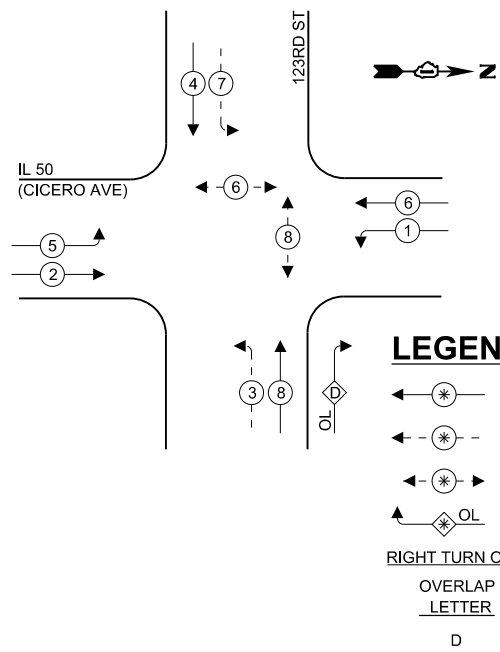 123RD ST
N
4
7
IL 50
(CICERO AVE)
6
6
8
1
5
2
3
8
D
OL
LEGEN
*
*
*
*
OL
RIGHT TURN O
OVERLAP
LETTER
D